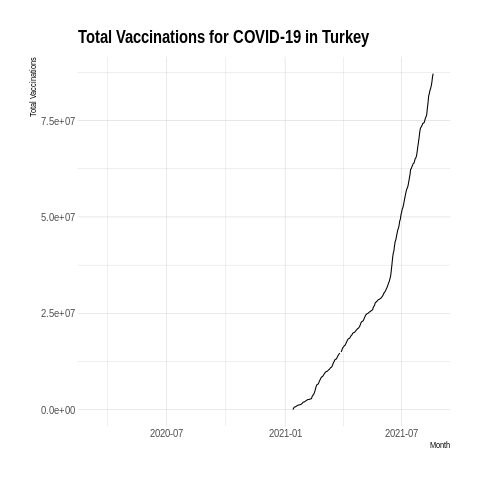 Total Vaccinations for COVID-19 in Turkey
Total Vaccinations
7.5e+07
5.0e+07
2.5e+07
0.0e+00
2020-07
2021-01
2021-07
Month